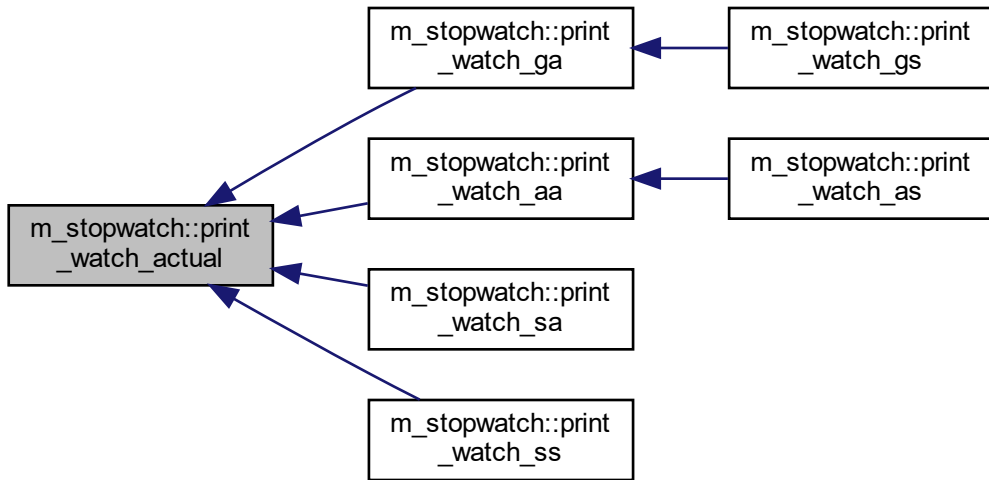 m_stopwatch::print
_watch_ga
m_stopwatch::print
_watch_gs
m_stopwatch::print
_watch_aa
m_stopwatch::print
_watch_as
m_stopwatch::print
_watch_actual
m_stopwatch::print
_watch_sa
m_stopwatch::print
_watch_ss